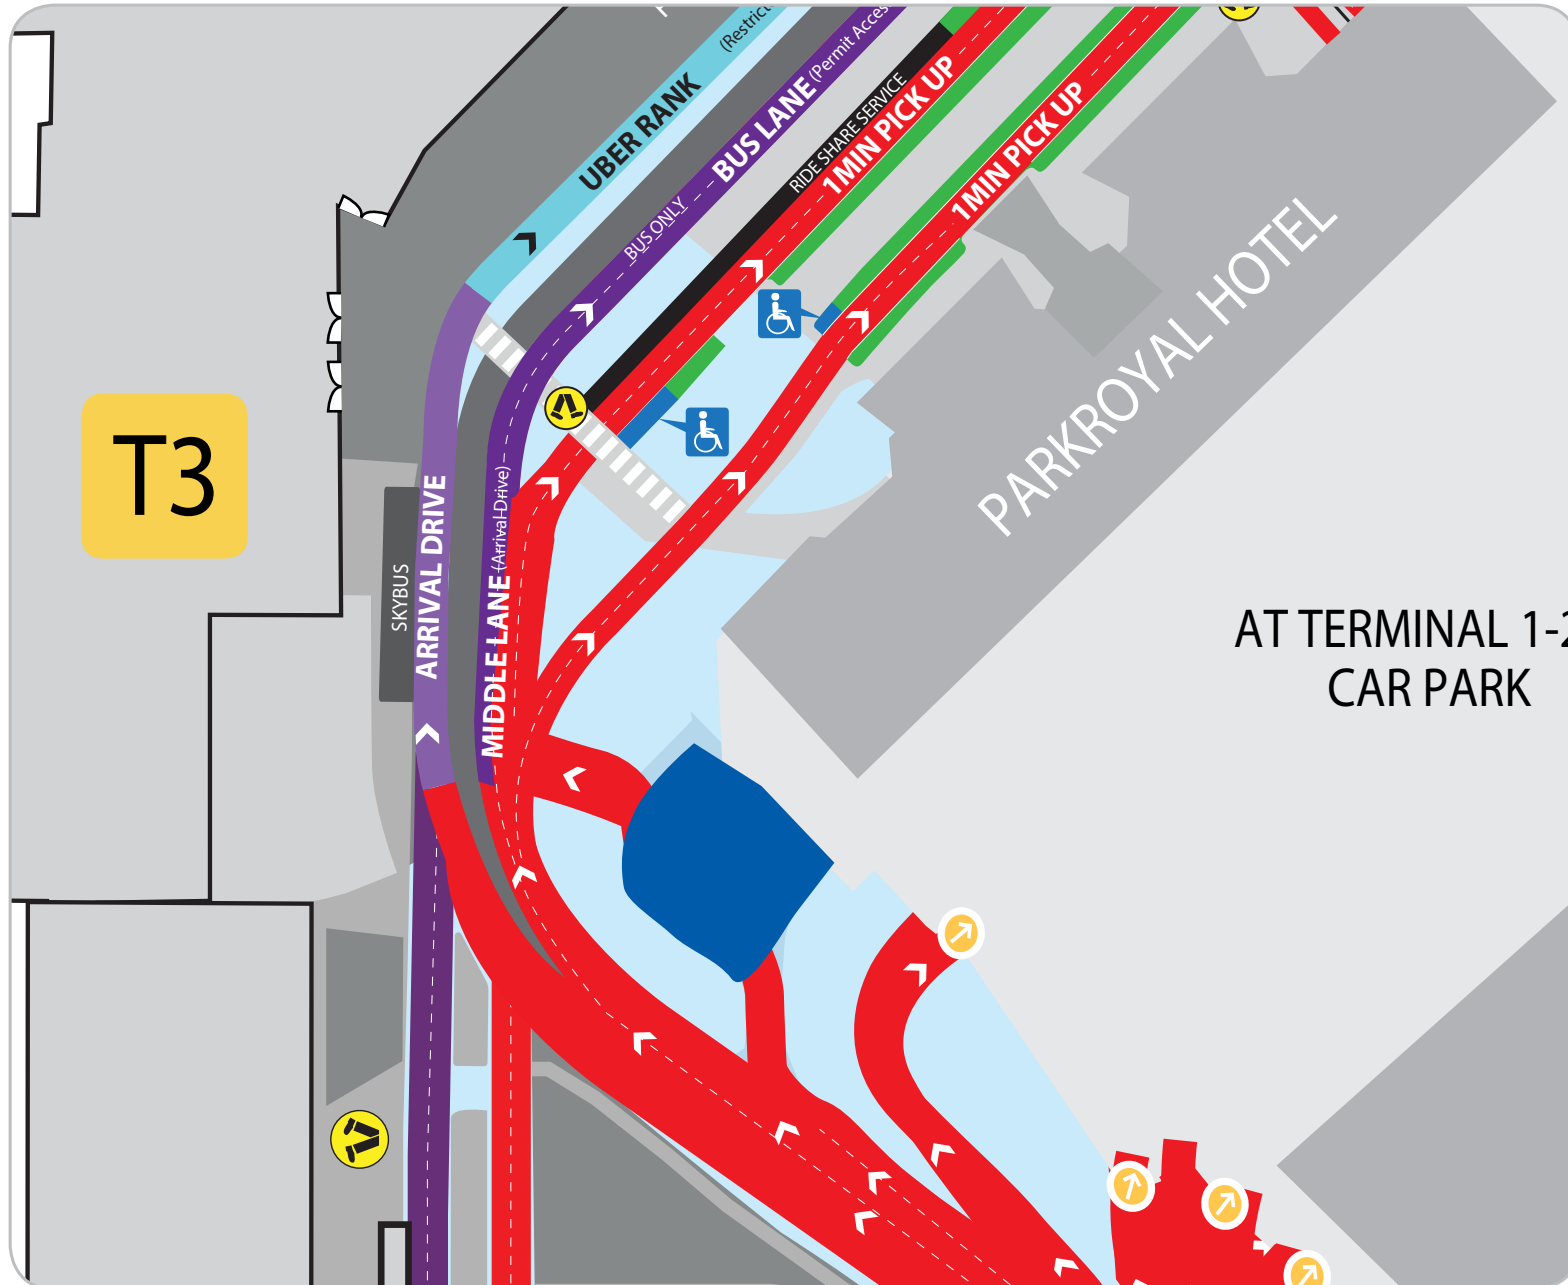 (Restric
UBER RANK
BUS LANE (Permit Acces
BUS ONLY
RIDE SHARE SERVICE
1MIN PICK UP
1MIN PICK UP
PARKROYAL HOTEL
T3
SKYBUS
ARRIVAL DRIVE
MIDDLE LANE (Arrival Drive)
AT TERMINAL 1-2
CAR PARK